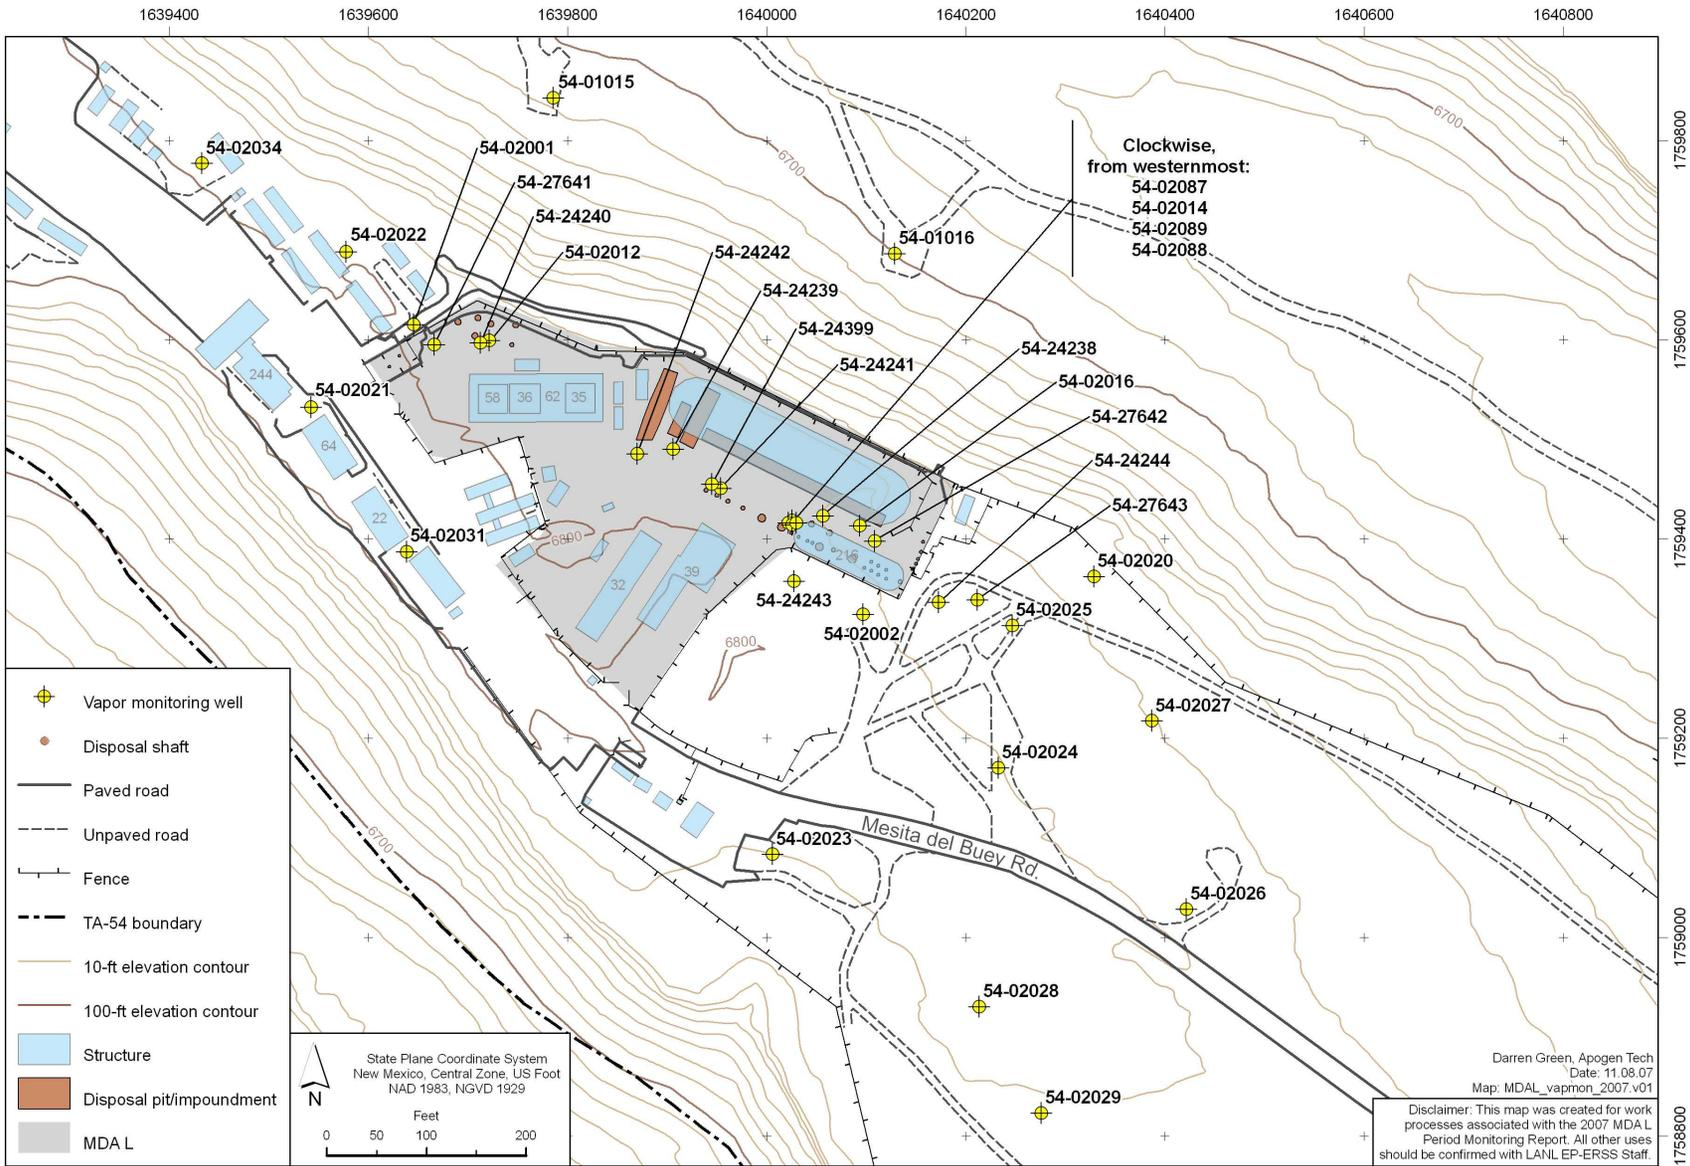 1639400 1639600 1639800 1640000 1640200 1640400 1640600 1640800
54-01015
1759800
6700
54-02034
54-02001
Clockwise,
from westernmost:
54-02087
54-02014
54-02089
54-02088
6700
54-27641
54-24240
54-02022
54-02012
54-24242
54-01016
54-24239
54-24399
1759600
54-24238
54-24241
244
54-02021
54-02016
58 36 62 35
54-27642
64
54-24244
54-27643
22
54-02031
6800
1759400
216
54-02020
32
39
54-24243
54-02025
54-02002
6800
54-02027
1759200
54-02024
6700
Mesita del Buey Rd.
54-02023
54-02026
1759000
54-02028
54-02029
1758800
Vapor monitoring well
Disposal shaft
Paved road
Unpaved road
Fence
TA-54 boundary
10-ft elevation contour
100-ft elevation contour
Structure
Disposal pit/impoundment
MDA L
State Plane Coordinate System
New Mexico, Central Zone, US Foot
NAD 1983, NGVD 1929
N
Feet
0 50 100 200
Darren Green, Apogen Tech
Date: 11.08.07
Map: MDAL_vapmon_2007.v01
Disclaimer: This map was created for work
processes associated with the 2007 MDA L
Period Monitoring Report. All other uses
should be confirmed with LANL EP-ERSS Staff.